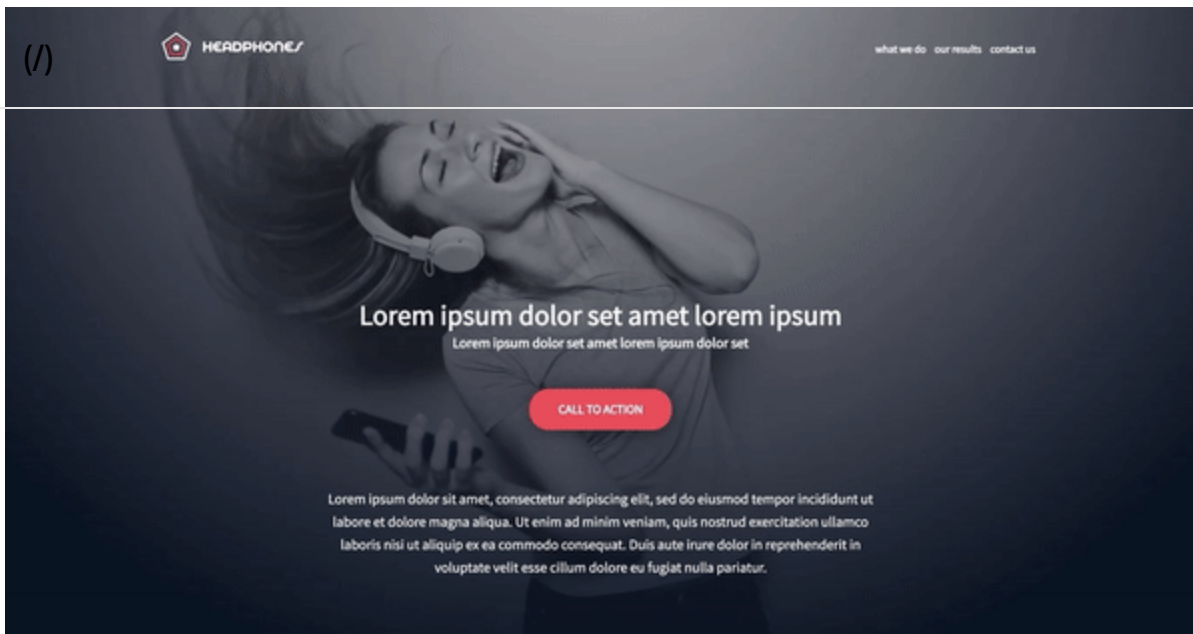 (/)
HEADPHONES
what we do our results contact us
Lorem ipsum dolor set amet lorem ipsum
Lorem ipsum dolor set amet lorem ipsum dolor set
CALL TO ACTION
Lorem ipsum dolor sit amet, consectetur adipiscing elit, sed do eiusmod tempor incididunt ut
labore et dolore magna aliqua. Ut enim ad minim veniam, quis nostrud exercitation ullamco
laboris nisi ut aliquip ex ea commodo consequat. Duis aute irure dolor in reprehenderit in
voluptate velit esse cillum dolore eu fugiat nulla pariatur.